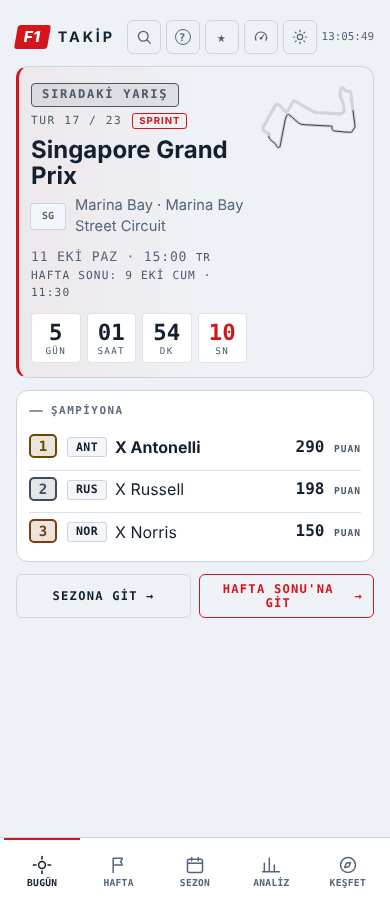 F1 TAKİP ? ★ 13:05:49
SIRADAKİ YARIŞ
TUR 17 / 23 SPRINT
Singapore Grand
Prix
SG Marina Bay · Marina Bay
Street Circuit
11 EKİ PAZ · 15:00 TR
HAFTA SONU: 9 EKİ CUM ·
11:30
5 01 54 10
GÜN SAAT DK SN
— ŞAMPİYONA
1 ANT X Antonelli 290 PUAN
2 RUS X Russell 198 PUAN
3 NOR X Norris 150 PUAN
SEZONA GİT → HAFTA SONU'NA
GİT →
BUGÜN HAFTA SEZON ANALİZ KEŞFET